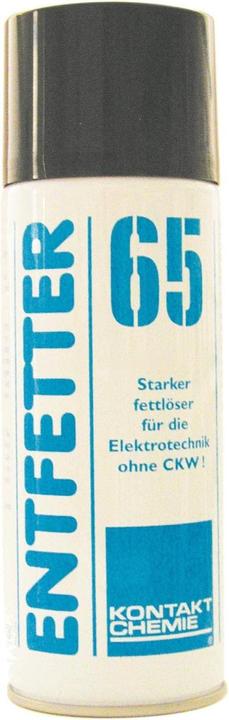 ENTFETTER
65
Starker
fettlöser
für die
Elektrotechnik
ohne CKW!
KONTAKT
CHEMIE®